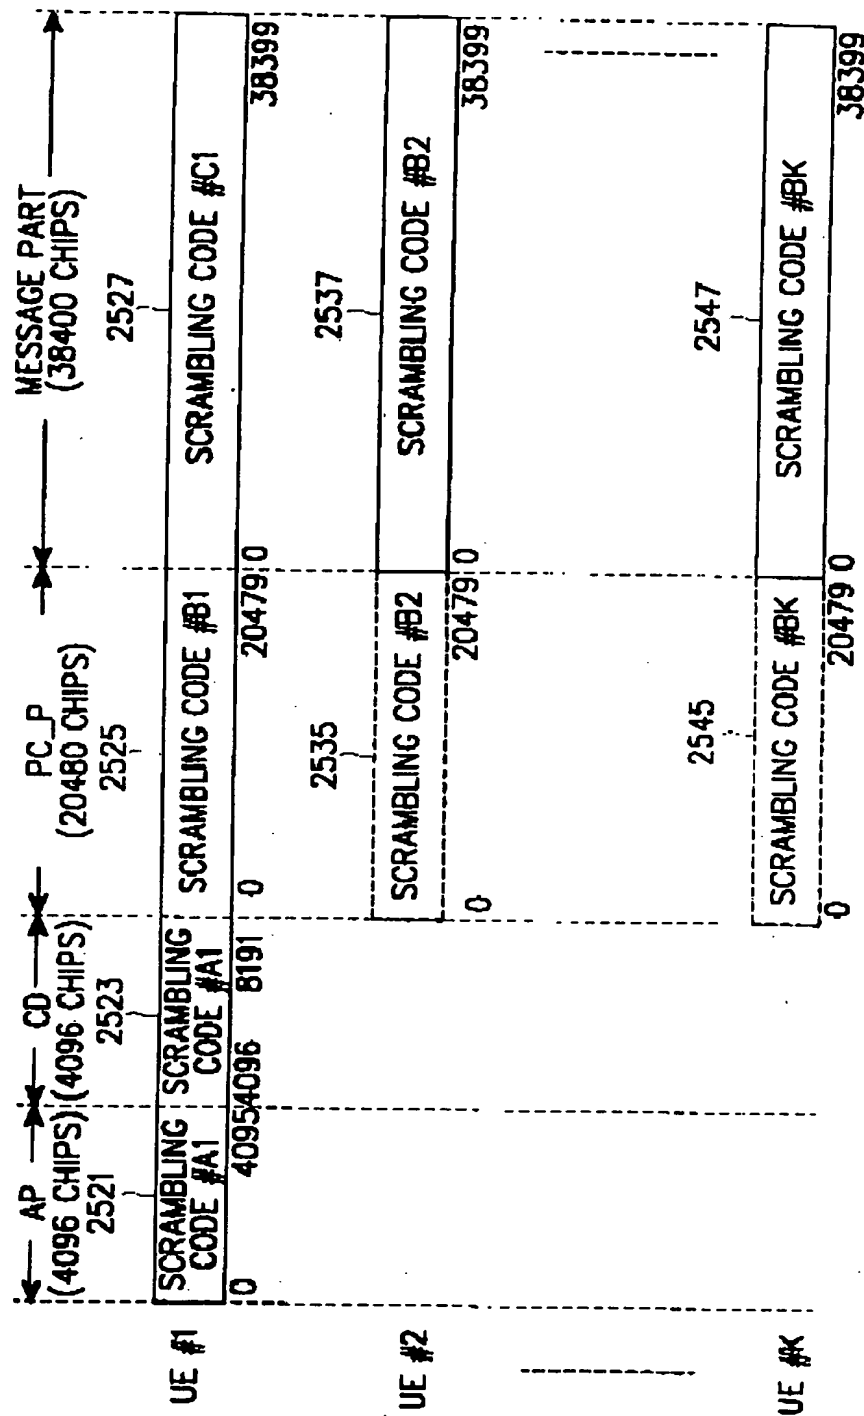 AP CD PC_P MESSAGE PART
(4096 CHIPS) (4096 CHIPS) (20480 CHIPS) (38400 CHIPS)
2521 2523 2525 2527
UE #1
SCRAMBLING CODE #A1
SCRAMBLING CODE #A1
SCRAMBLING CODE #B1
SCRAMBLING CODE #C1
0 4095 4096 8191 0 20479 0 38399
2535 2537
UE #2
SCRAMBLING CODE #B2
SCRAMBLING CODE #B2
0 20479 0 38399
2545 2547
UE #K
SCRAMBLING CODE #BK
SCRAMBLING CODE #BK
0 20479 0 38399